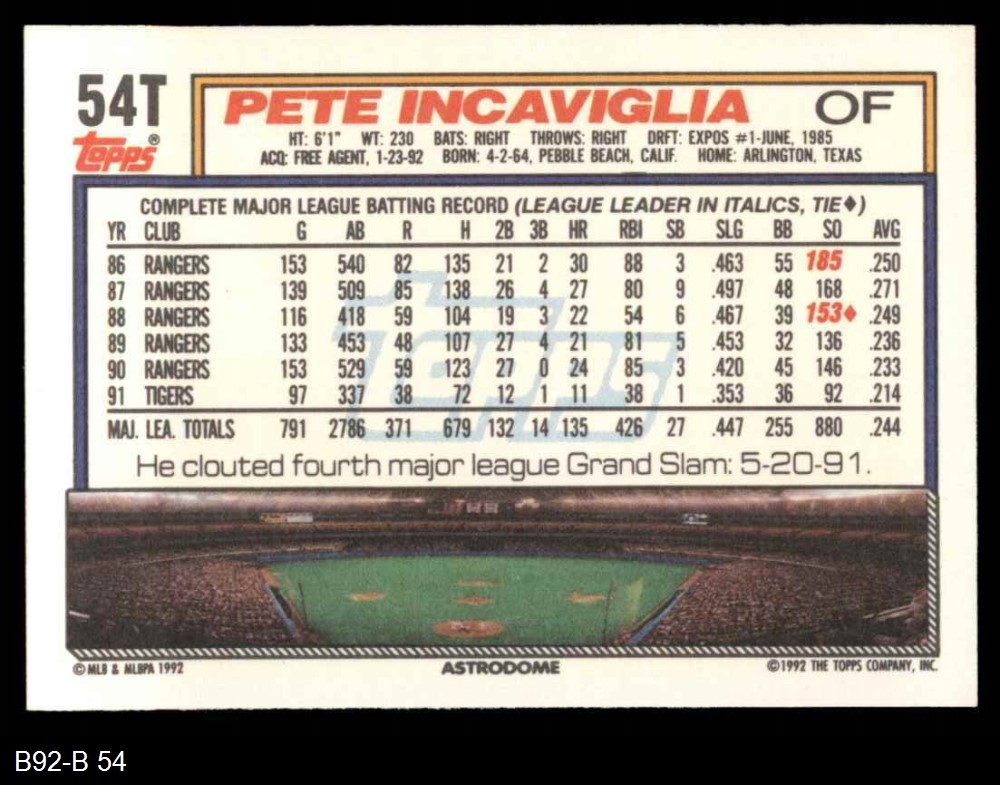 54T
Topps®
PETE INCAVIGLIA OF
HT: 6'1" WT: 230 BATS: RIGHT THROWS: RIGHT DRFT: EXPOS #1-JUNE, 1985
ACQ: FREE AGENT, 1-23-92 BORN: 4-2-64, PEBBLE BEACH, CALIF. HOME: ARLINGTON, TEXAS
COMPLETE MAJOR LEAGUE BATTING RECORD (LEAGUE LEADER IN ITALICS, TIE♦)
YR CLUB G AB R H 2B 3B HR RBI SB SLG BB SO AVG
86 RANGERS 153 540 82 135 21 2 30 88 3 .463 55 185 .250
87 RANGERS 139 509 85 138 26 4 27 80 9 .497 48 168 .271
88 RANGERS 116 418 59 104 19 3 22 54 6 .467 39 153♦ .249
89 RANGERS 133 453 48 107 27 4 21 81 5 .453 32 136 .236
90 RANGERS 153 529 59 123 27 0 24 85 3 .420 45 146 .233
91 TIGERS 97 337 38 72 12 1 11 38 1 .353 36 92 .214
MAJ. LEA. TOTALS 791 2786 371 679 132 14 135 426 27 .447 255 880 .244
Topps
He clouted fourth major league Grand Slam: 5-20-91.
©MLB & MLBPA 1992 ASTRODOME ©1992 THE TOPPS COMPANY, INC.
B92-B 54